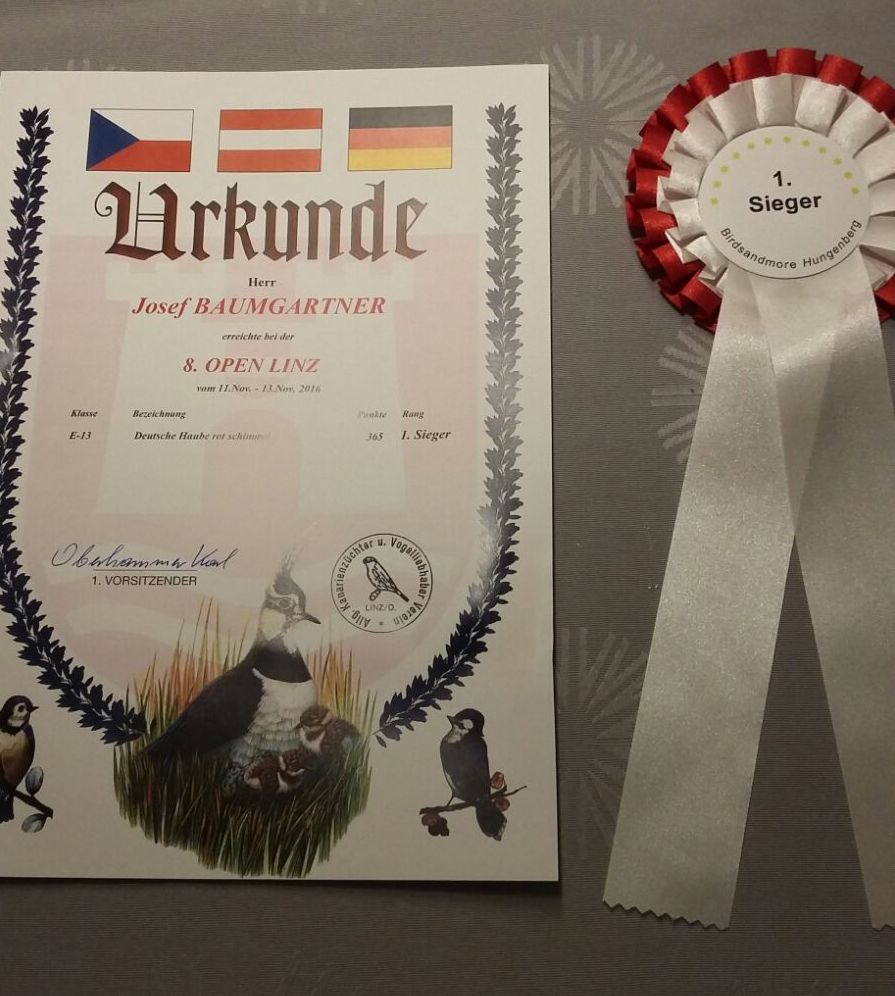 Urkunde
Herr
Josef BAUMGARTNER
erreichte bei der
8. OPEN LINZ
vom 11.Nov. - 13.Nov. 2016
Klasse Bezeichnung Punkte Rang
E-13 Deutsche Haube rot schimmel 365 1. Sieger
Oberhammer Karl
1. VORSITZENDER
Allg. Kanarienzüchter u. Vogelliebhaber Verein
LINZ/D.
1.
Sieger
Birdsandmore Hungenberg